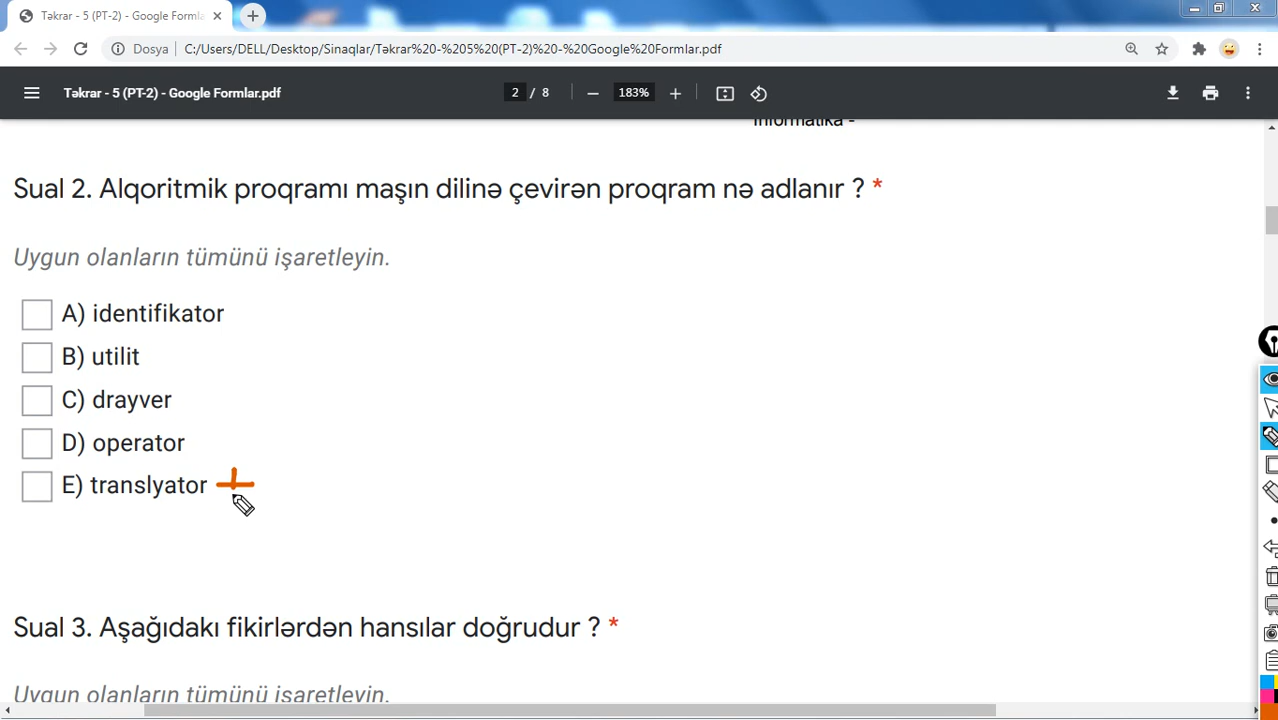 Təkrar - 5 (PT-2) - Google Formla
Dosya C:/Users/DELL/Desktop/Sinaqlar/Təkrar%20-%205%20(PT-2)%20-%20Google%20Formlar.pdf
Təkrar - 5 (PT-2) - Google Formlar.pdf 2 / 8 183%
Informatika -
Sual 2. Alqoritmik proqramı maşın dilinə çevirən proqram nə adlanır ? *
Uygun olanların tümünü işaretleyin.
A) identifikator
B) utilit
C) drayver
D) operator
E) translyator +
Sual 3. Aşağıdakı fikirlərdən hansılar doğrudur ? *
Uygun olanların tümünü işaretleyin.